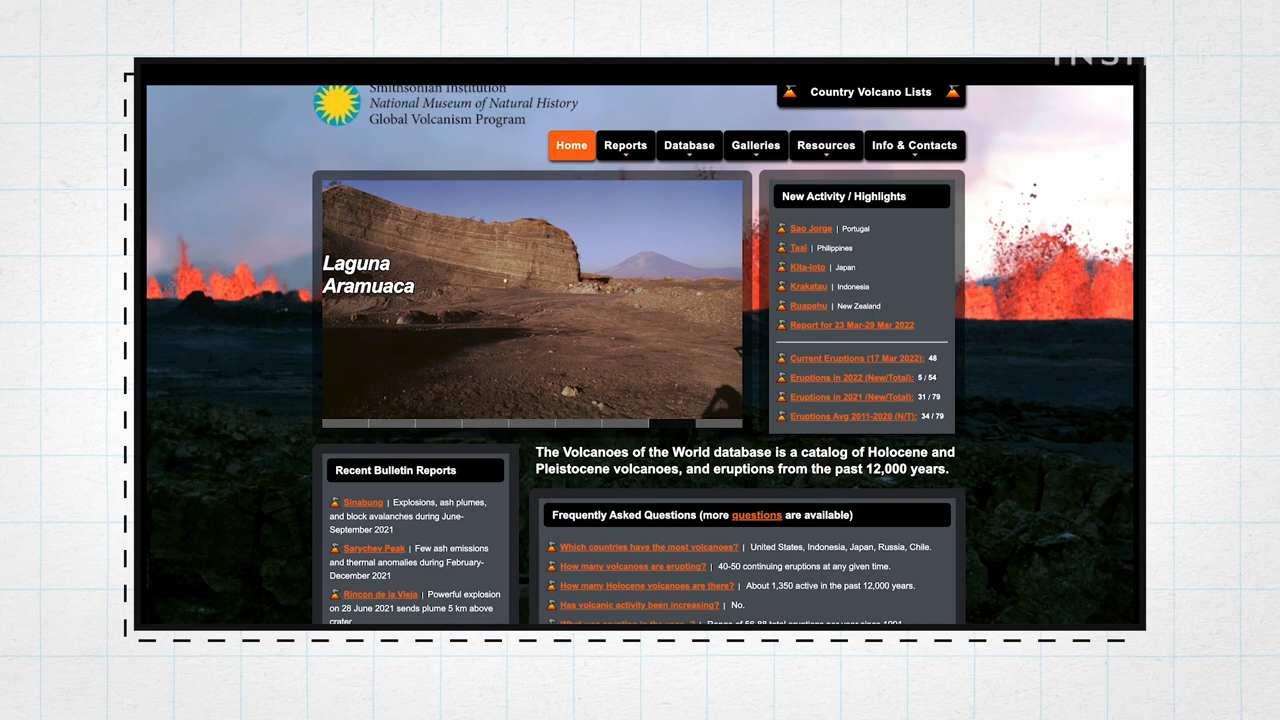 Smithsonian Institution
National Museum of Natural History
Global Volcanism Program
Country Volcano Lists
Home Reports Database Galleries Resources Info & Contacts
Laguna
Aramuaca
New Activity / Highlights
Sao Jorge | Portugal
Taal | Philippines
Kita-Ioto | Japan
Krakatau | Indonesia
Ruapehu | New Zealand
Report for 23 Mar-29 Mar 2022
Current Eruptions (17 Mar 2022): 48
Eruptions in 2022 (New/Total): 5 / 54
Eruptions in 2021 (New/Total): 31 / 79
Eruptions Avg 2011-2020 (N/T): 34 / 79
The Volcanoes of the World database is a catalog of Holocene and
Pleistocene volcanoes, and eruptions from the past 12,000 years.
Recent Bulletin Reports
Sinabung | Explosions, ash plumes,
and block avalanches during June-
September 2021
Sarychev Peak | Few ash emissions
and thermal anomalies during February-
December 2021
Rincon de la Vieja | Powerful explosion
on 28 June 2021 sends plume 5 km above
crater
Frequently Asked Questions (more questions are available)
Which countries have the most volcanoes? | United States, Indonesia, Japan, Russia, Chile.
How many volcanoes are erupting? | 40-50 continuing eruptions at any given time.
How many Holocene volcanoes are there? | About 1,350 active in the past 12,000 years.
Has volcanic activity been increasing? | No.